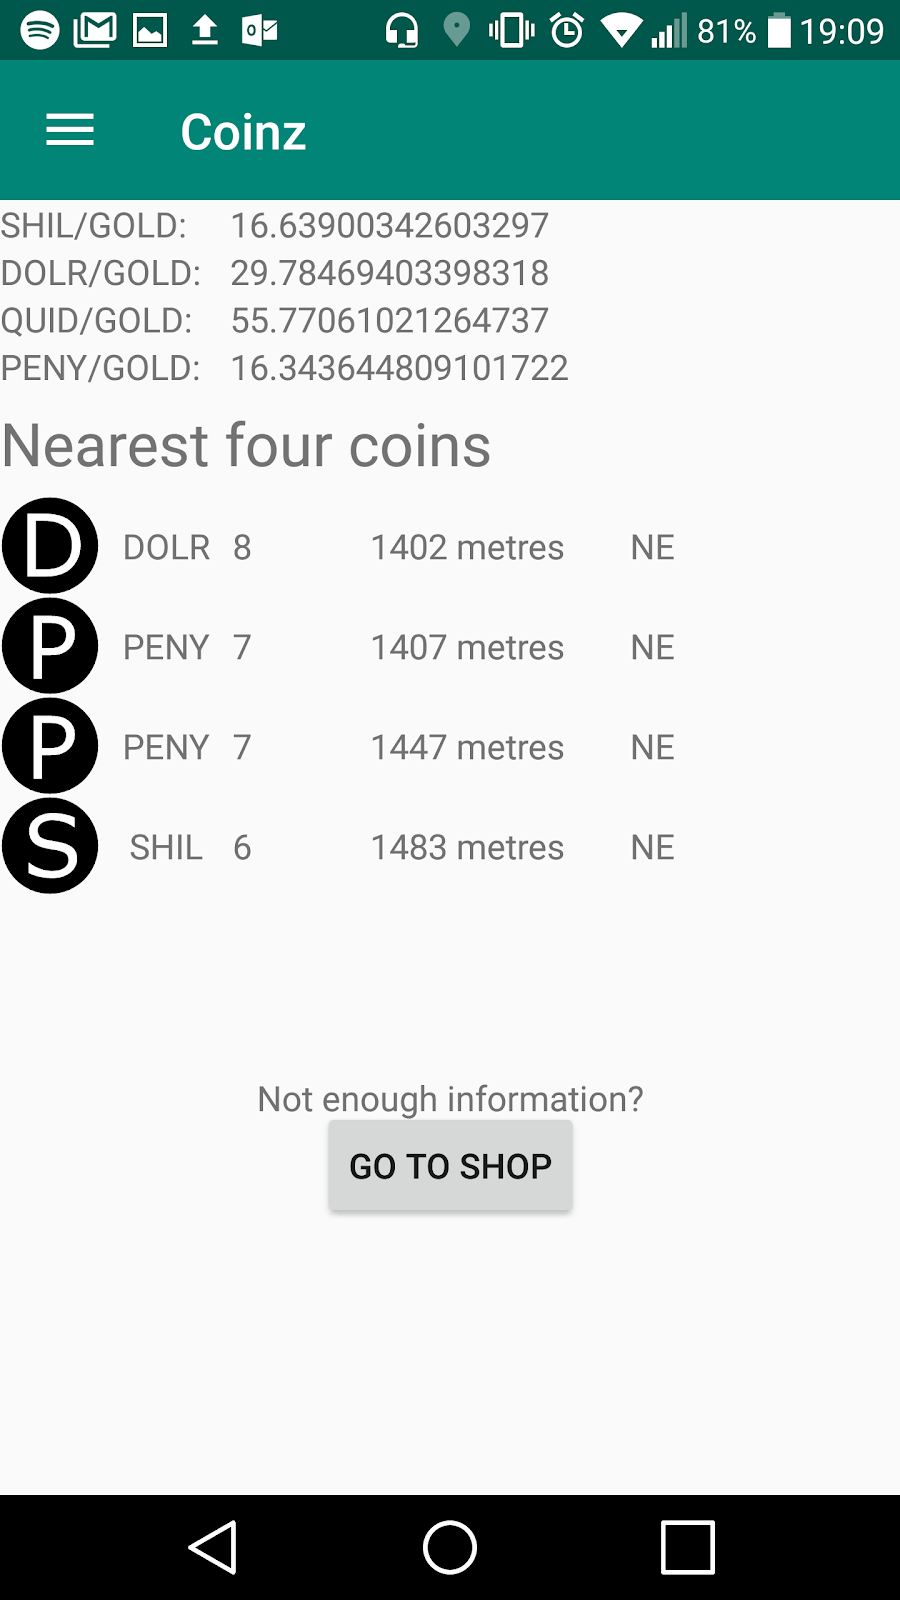 81% 19:09
Coinz
SHIL/GOLD: 16.63900342603297
DOLR/GOLD: 29.78469403398318
QUID/GOLD: 55.77061021264737
PENY/GOLD: 16.343644809101722
Nearest four coins
D DOLR 8 1402 metres NE
P PENY 7 1407 metres NE
P PENY 7 1447 metres NE
S SHIL 6 1483 metres NE
Not enough information?
GO TO SHOP